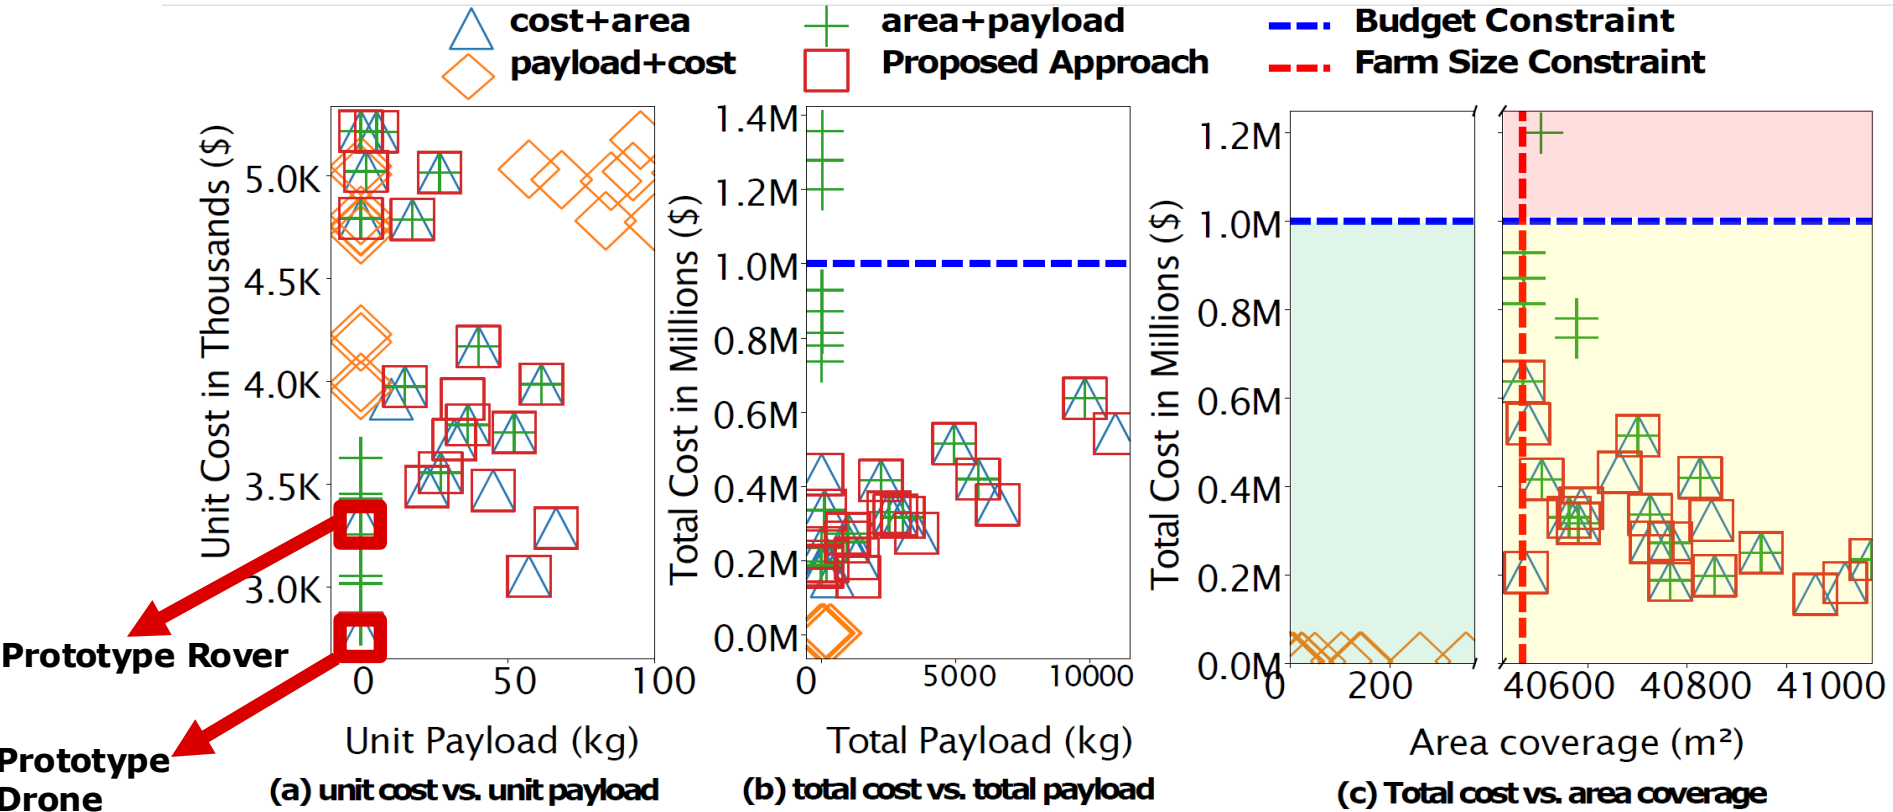 cost+area
area+payload
Budget Constraint
payload+cost
Proposed Approach
Farm Size Constraint
Unit Cost in Thousands ($)
5.0K
4.5K
4.0K
3.5K
3.0K
0
50
100
Unit Payload (kg)
(a) unit cost vs. unit payload
Prototype Rover
Prototype
Drone
Total Cost in Millions ($)
1.4M
1.2M
1.0M
0.8M
0.6M
0.4M
0.2M
0.0M
0
5000
10000
Total Payload (kg)
(b) total cost vs. total payload
Total Cost in Millions ($)
1.2M
1.0M
0.8M
0.6M
0.4M
0.2M
0.0M
0
200
40600
40800
41000
Area coverage (m²)
(c) Total cost vs. area coverage